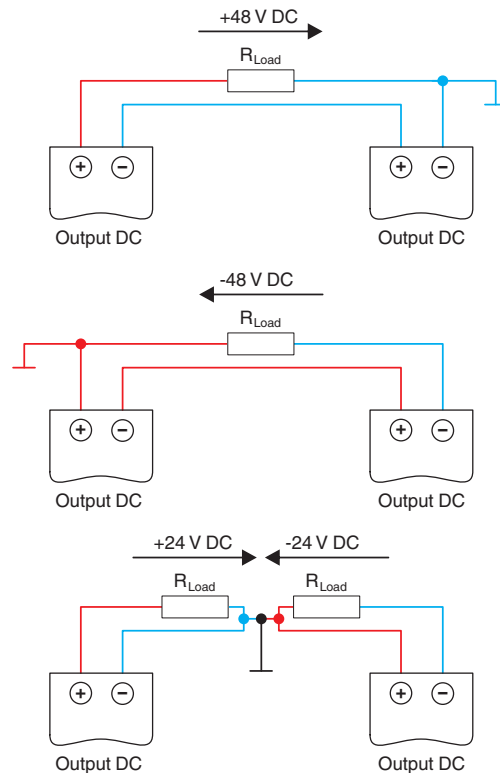 +48 V DC
RLoad
+ − + −
Output DC Output DC
-48 V DC
RLoad
+ − + −
Output DC Output DC
+24 V DC -24 V DC
RLoad RLoad
+ − + −
Output DC Output DC